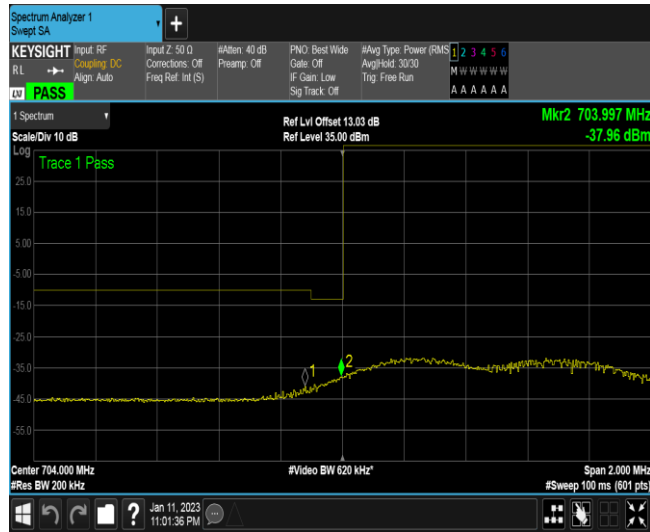 Spectrum Analyzer 1
Swept SA
KEYSIGHT
RL
LXI PASS
Input: RF
Coupling: DC
Align: Auto
Input Z: 50 Ω
Corrections: Off
Freq Ref: Int (S)
#Atten: 40 dB
Preamp: Off
PNO: Best Wide
Gate: Off
IF Gain: Low
Sig Track: Off
#Avg Type: Power (RMS
Avg|Hold: 30/30
Trig: Free Run
1 2 3 4 5 6
M W W W W W
A A A A A A
1 Spectrum
Scale/Div 10 dB
Ref Lvl Offset 13.03 dB
Ref Level 35.00 dBm
Mkr2 703.997 MHz
-37.96 dBm
Log
Trace 1 Pass
25.0
15.0
5.00
-5.00
-15.0
-25.0
-35.0
-45.0
-55.0
1
2
Center 704.000 MHz
#Res BW 200 kHz
#Video BW 620 kHz*
Span 2.000 MHz
#Sweep 100 ms (601 pts)
?
Jan 11, 2023
11:01:36 PM